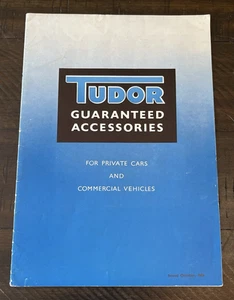 TUDOR
GUARANTEED
ACCESSORIES
FOR PRIVATE CARS
AND
COMMERCIAL VEHICLES